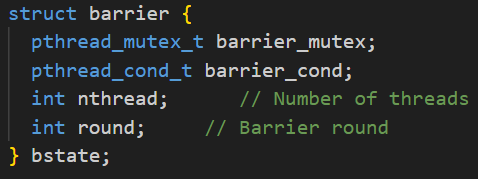 struct barrier {
  pthread_mutex_t barrier_mutex;
  pthread_cond_t barrier_cond;
  int nthread;      // Number of threads
  int round;     // Barrier round
} bstate;